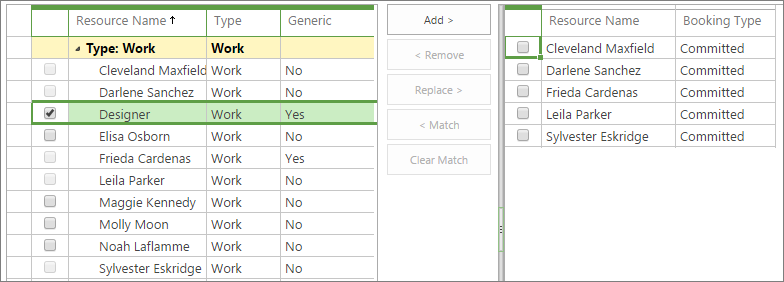 Resource Name ↑ Type Generic
Type: Work Work
Cleveland Maxfield Work No
Darlene Sanchez Work No
Designer Work Yes
Elisa Osborn Work No
Frieda Cardenas Work Yes
Leila Parker Work No
Maggie Kennedy Work No
Molly Moon Work No
Noah Laflamme Work No
Sylvester Eskridge Work No
Add >
< Remove
Replace >
< Match
Clear Match
Resource Name Booking Type
Cleveland Maxfield Committed
Darlene Sanchez Committed
Frieda Cardenas Committed
Leila Parker Committed
Sylvester Eskridge Committed